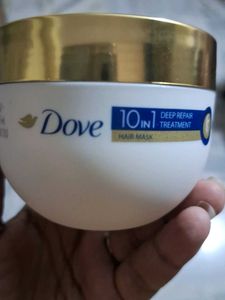 Dove
10 IN 1
DEEP REPAIR
TREATMENT
HAIR MASK